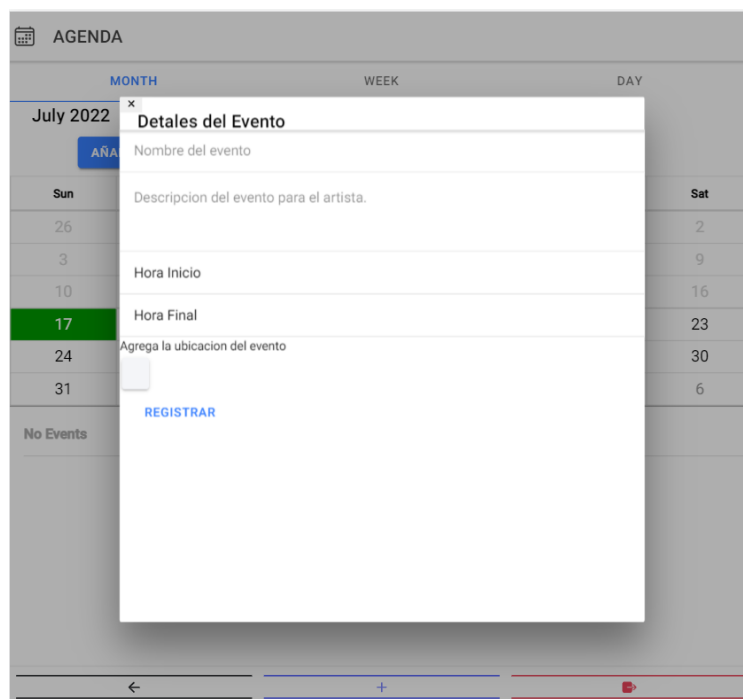 AGENDA
MONTH WEEK DAY
July 2022
×
Detales del Evento
AÑA
Nombre del evento
Sun Sat
Descripcion del evento para el artista.
26 2
3 9
Hora Inicio
10 16
Hora Final
17 23
Agrega la ubicacion del evento
24 30
31 6
REGISTRAR
No Events